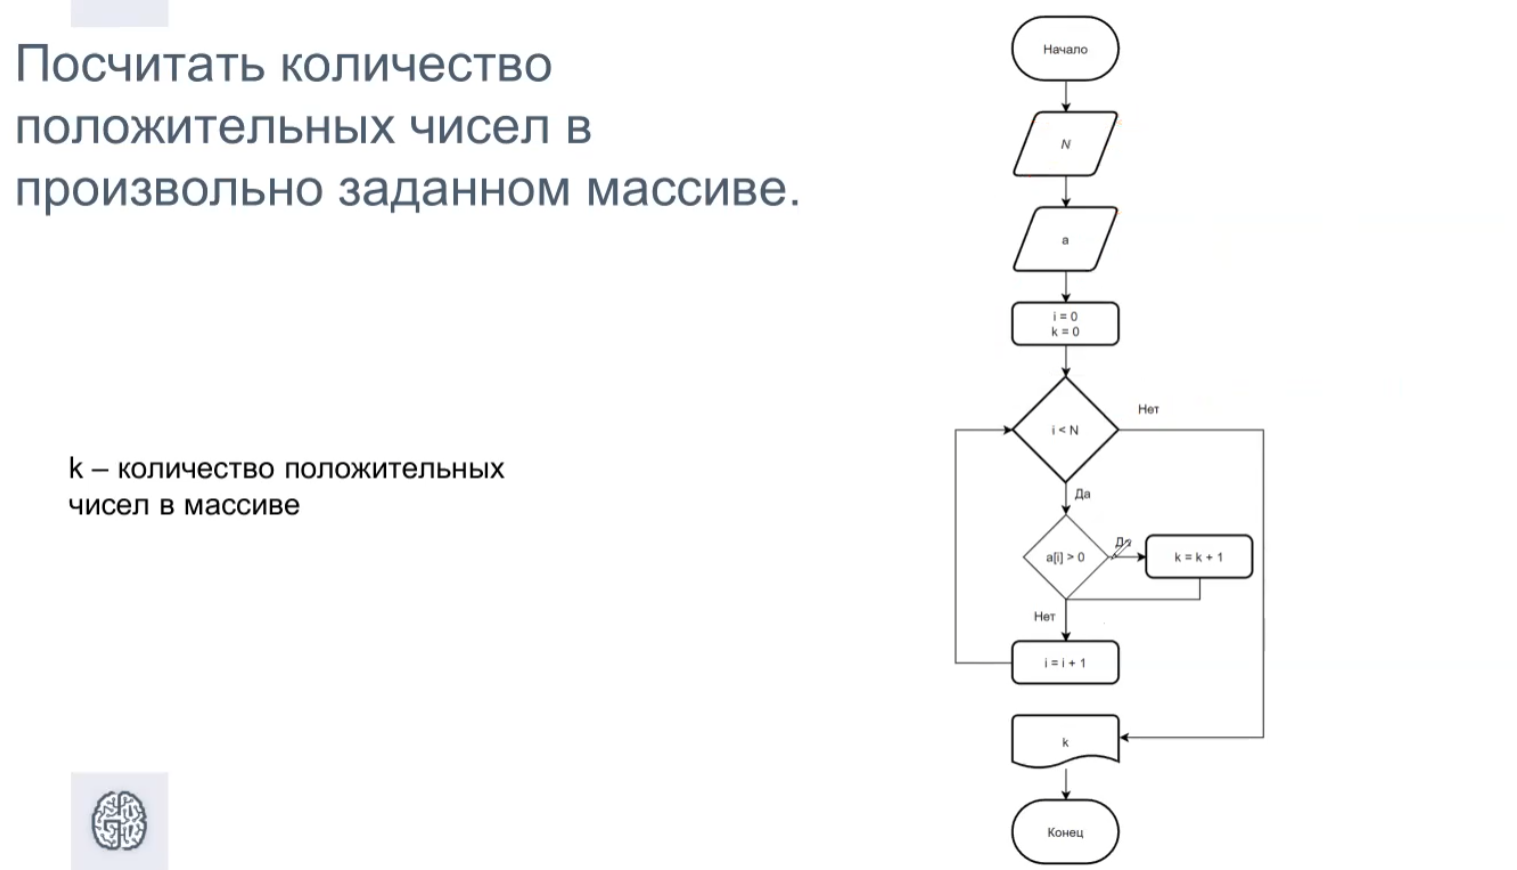 Посчитать количество
положительных чисел в
произвольно заданном массиве.
k – количество положительных
чисел в массиве
Начало
N
a
i = 0
k = 0
i < N
Нет
Да
a[i] > 0
Да
k = k + 1
Нет
i = i + 1
k
Конец